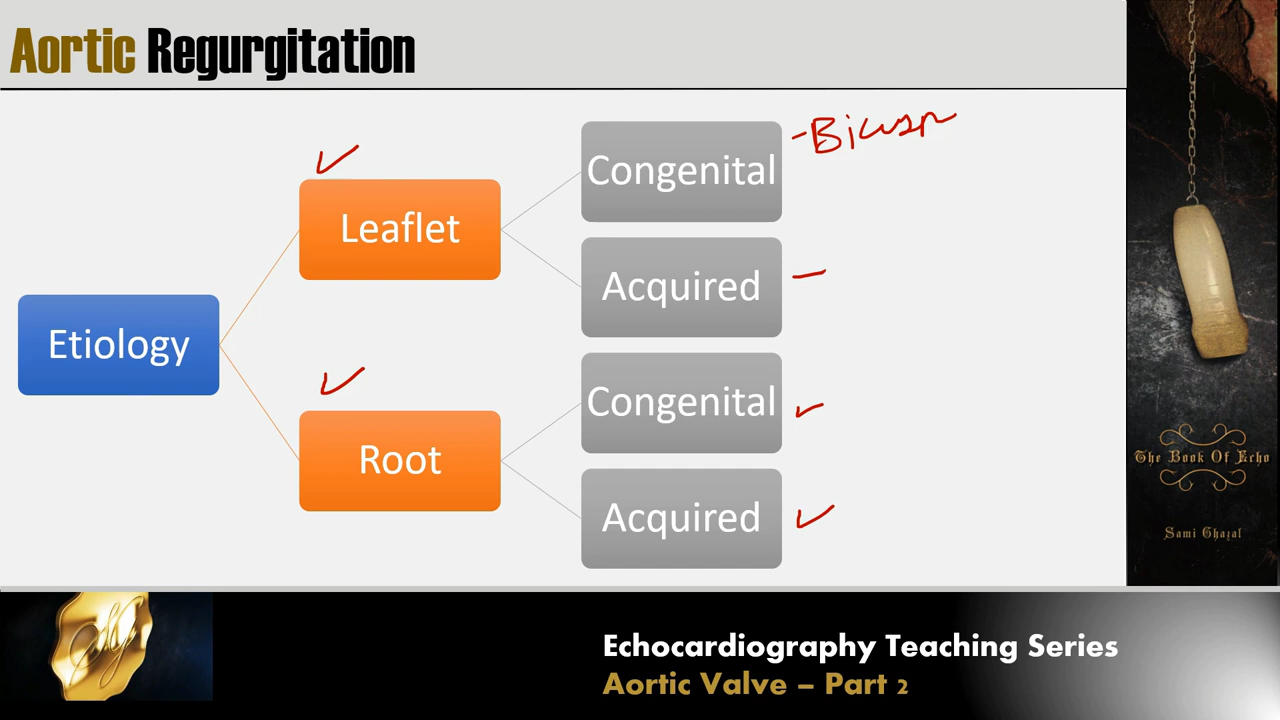 Aortic Regurgitation
Etiology
Leaflet
Root
Congenital
-Bicusp
Acquired
Congenital
Acquired
The Book Of Echo
Sami Ghazal
Echocardiography Teaching Series
Aortic Valve – Part 2